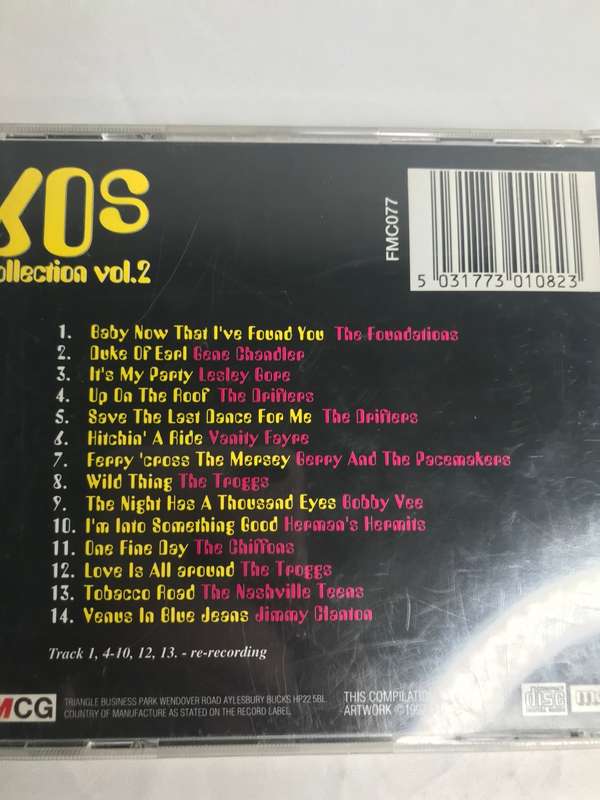 60s
ollection vol.2
FMC077
5 031773 010823
1. Baby Now That I've Found You The Foundations
2. Duke Of Earl Gene Chandler
3. It's My Party Lesley Gore
4. Up On The Roof The Drifters
5. Save The Last Dance For Me The Drifters
6. Hitchin' A Ride Vanity Fayre
7. Ferry 'cross The Mersey Gerry And The Pacemakers
8. Wild Thing The Troggs
9. The Night Has A Thousand Eyes Bobby Vee
10. I'm Into Something Good Herman's Hermits
11. One Fine Day The Chiffons
12. Love Is All around The Troggs
13. Tobacco Road The Nashville Teens
14. Venus In Blue Jeans Jimmy Clanton
Track 1, 4-10, 12, 13. - re-recording
MCG
TRIANGLE BUSINESS PARK WENDOVER ROAD AYLESBURY BUCKS HP22 5BL
COUNTRY OF MANUFACTURE AS STATED ON THE RECORD LABEL.
THIS COMPILATIO
ARTWORK ©199
disc